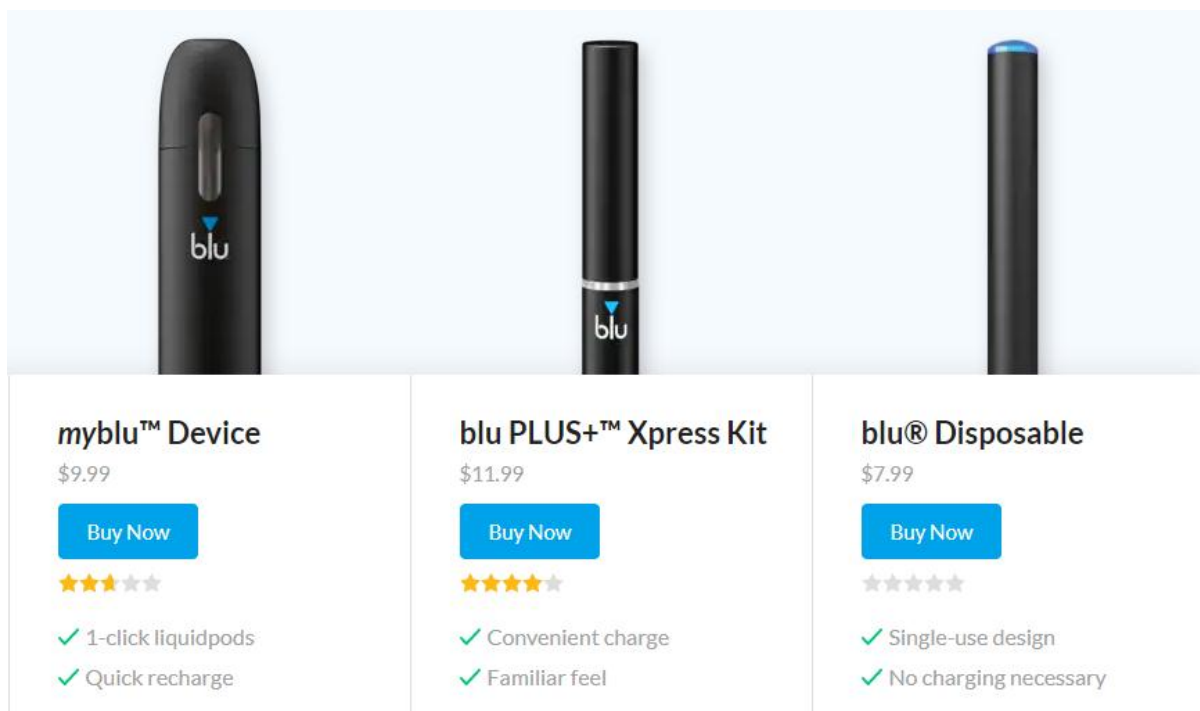 blu
blu
myblu™ Device
$9.99
Buy Now
1-click liquidpods
Quick recharge
blu PLUS+™ Xpress Kit
$11.99
Buy Now
Convenient charge
Familiar feel
blu® Disposable
$7.99
Buy Now
Single-use design
No charging necessary